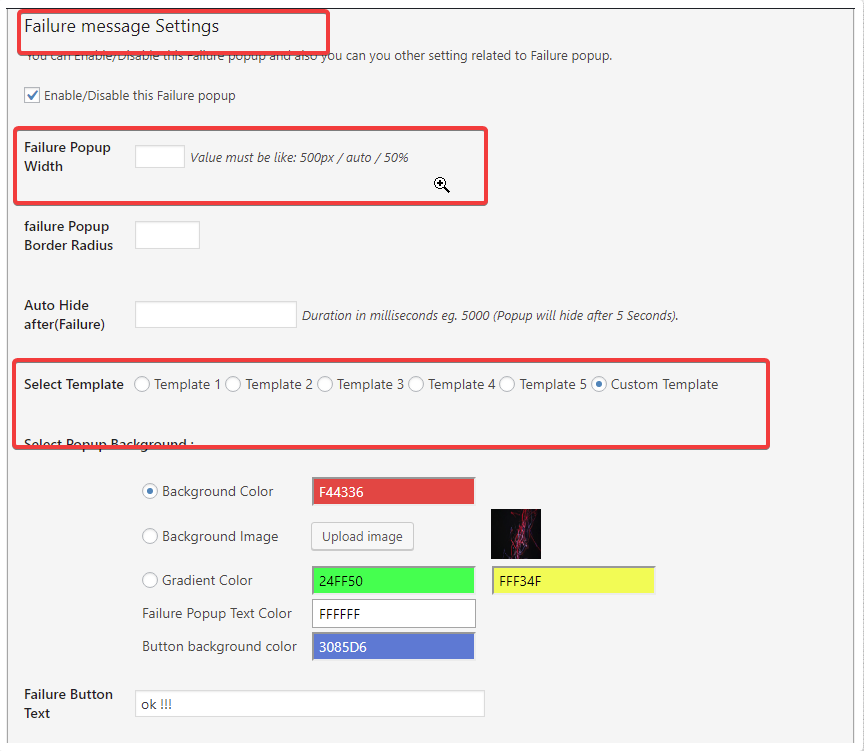 Failure message Settings
You can Enable/Disable this Failure popup and also you can you other setting related to Failure popup.
Enable/Disable this Failure popup
Failure Popup
Width
Value must be like: 500px / auto / 50%
failure Popup
Border Radius
Auto Hide
after(Failure)
Duration in milliseconds eg. 5000 (Popup will hide after 5 Seconds).
Select Template Template 1 Template 2 Template 3 Template 4 Template 5 Custom Template
Select Popup Background :
Background Color F44336
Background Image Upload image
Gradient Color 24FF50 FFF34F
Failure Popup Text Color FFFFFF
Button background color 3085D6
Failure Button
Text
ok !!!